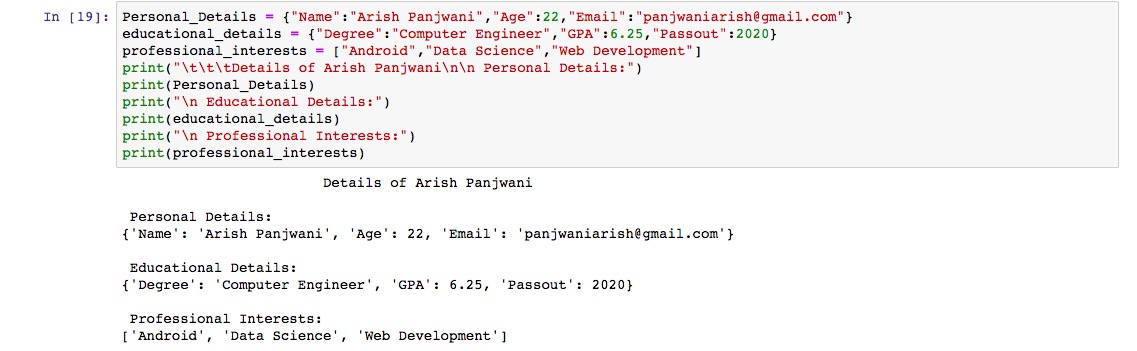 In [19]: Personal_Details = {"Name":"Arish Panjwani","Age":22,"Email":"panjwaniarish@gmail.com"}
educational_details = {"Degree":"Computer Engineer","GPA":6.25,"Passout":2020}
professional_interests = ["Android","Data Science","Web Development"]
print("\t\t\tDetails of Arish Panjwani\n\n Personal Details:")
print(Personal_Details)
print("\n Educational Details:")
print(educational_details)
print("\n Professional Interests:")
print(professional_interests)
Details of Arish Panjwani
Personal Details:
{'Name': 'Arish Panjwani', 'Age': 22, 'Email': 'panjwaniarish@gmail.com'}
Educational Details:
{'Degree': 'Computer Engineer', 'GPA': 6.25, 'Passout': 2020}
Professional Interests:
['Android', 'Data Science', 'Web Development']